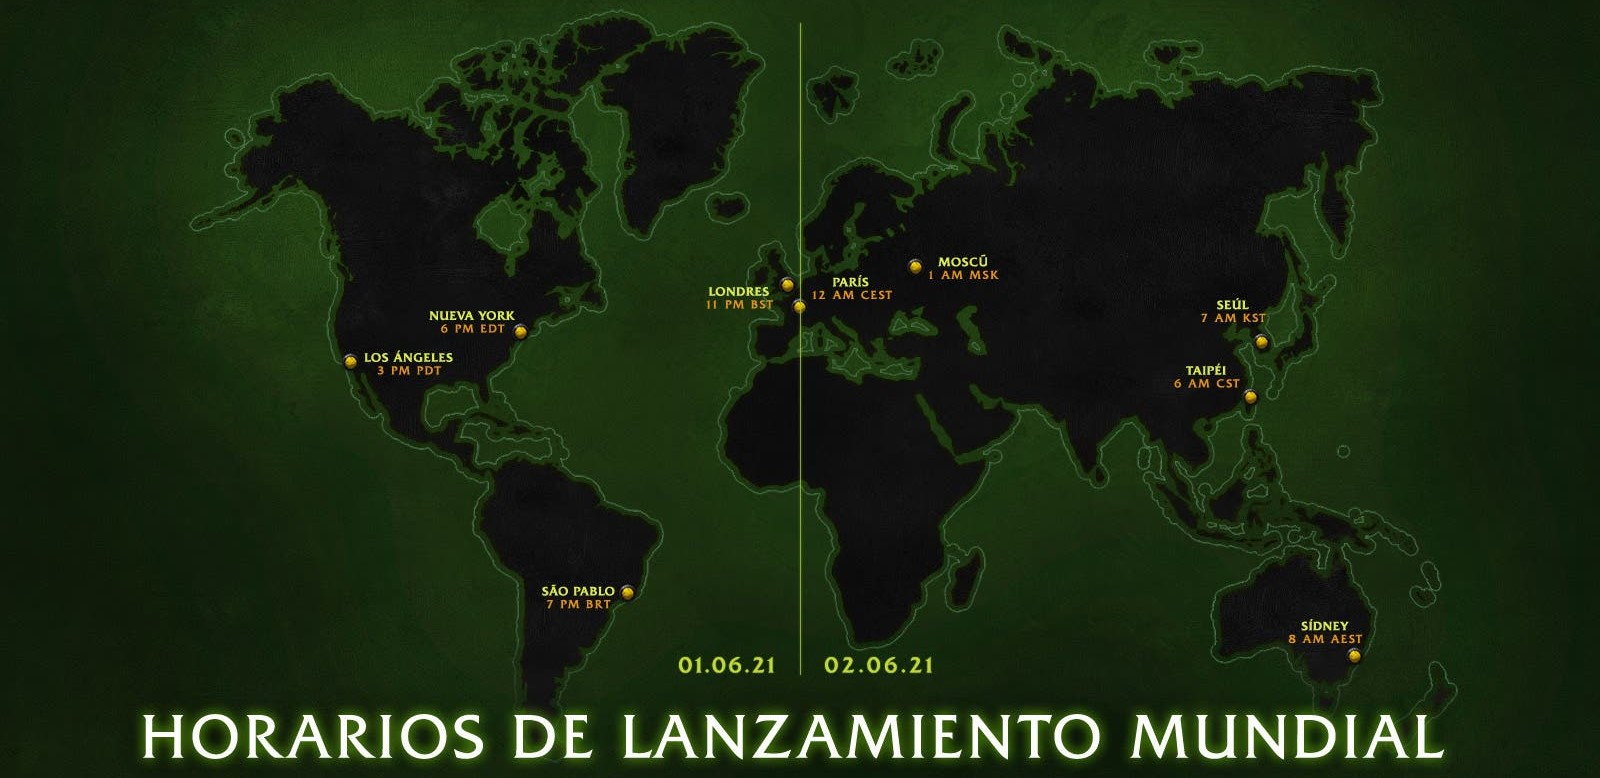 MOSCÚ
1 AM MSK
PARÍS
12 AM CEST
LONDRES
11 PM BST
SEÚL
7 AM KST
NUEVA YORK
6 PM EDT
LOS ÁNGELES
3 PM PDT
TAIPÉI
6 AM CST
SÃO PABLO
7 PM BRT
SÍDNEY
8 AM AEST
01.06.21
02.06.21
HORARIOS DE LANZAMIENTO MUNDIAL